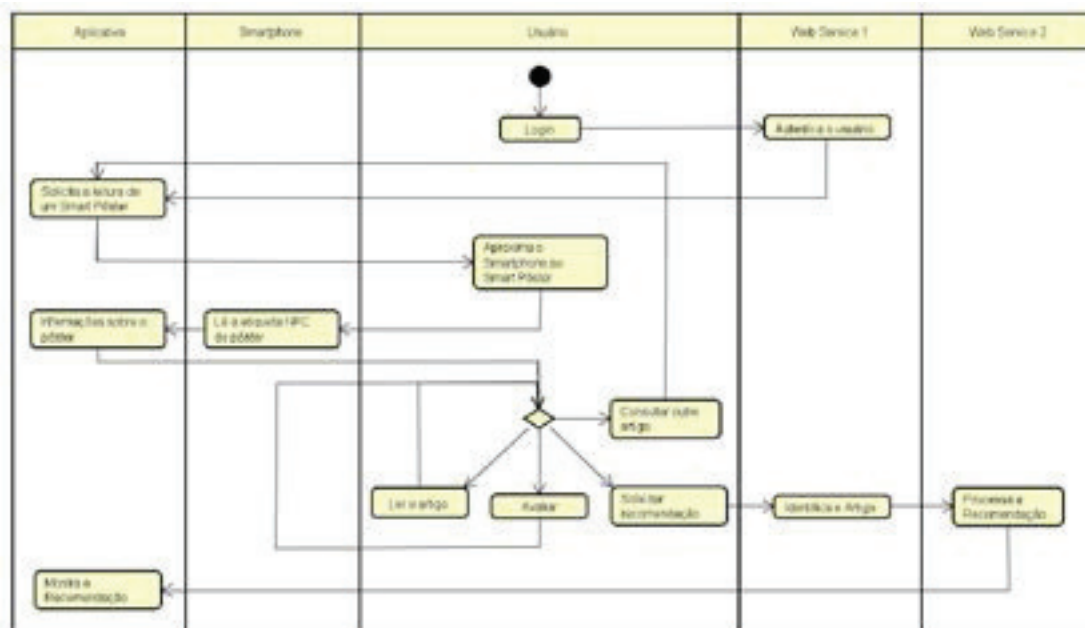 Aplicativo
Smartphone
Usuário
Web Service 1
Web Service 2
Login
Autentica o usuário
Solicita a leitura de
um Smart Pôster
Aproxima o
Smartphone ao
Smart Pôster
Informações sobre o
pôster
Lê a etiqueta NFC
do pôster
Consultar outro
artigo
Ler o artigo
Avaliar
Solicitar
recomendação
Identifica o Artigo
Processa a
Recomendação
Mostra a
Recomendação